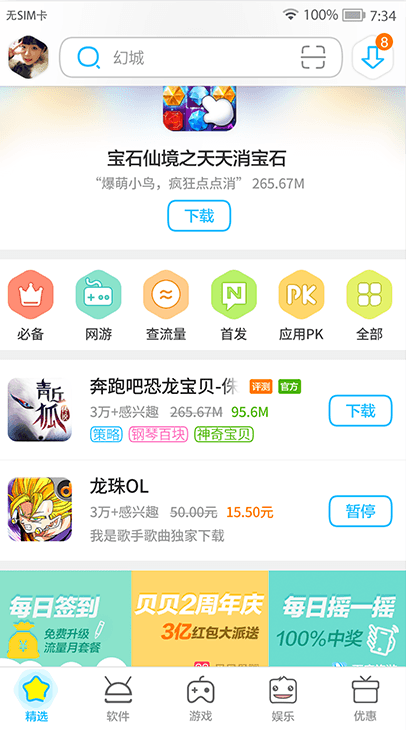 无SIM卡 100% 7:34
幻城 8
宝石仙境之天天消宝石
“爆萌小鸟，疯狂点点消” 265.67M
下载
必备 网游 查流量 首发 应用PK 全部
N PK
青丘狐
奔跑吧恐龙宝贝- 评测 官方
3万+感兴趣 265.67M 95.6M
下载
策略 钢琴百块 神奇宝贝
龙珠OL
3万+感兴趣 50.00元 15.50元
暂停
我是歌手歌曲独家下载
每日签到 贝贝2周年庆 每日摇一摇
免费升级 3亿红包大派送 100%中奖
流量月套餐
精选 软件 游戏 娱乐 优惠